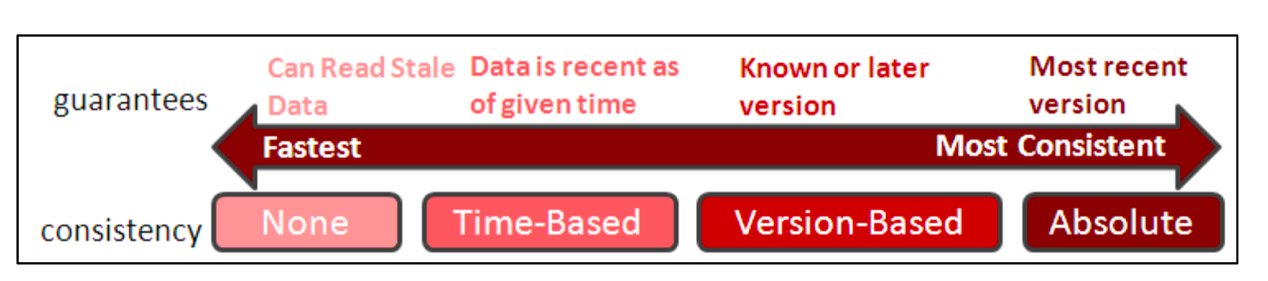 guarantees
Can Read Stale
Data
Data is recent as
of given time
Known or later
version
Most recent
version
Fastest
Most Consistent
consistency
None
Time-Based
Version-Based
Absolute